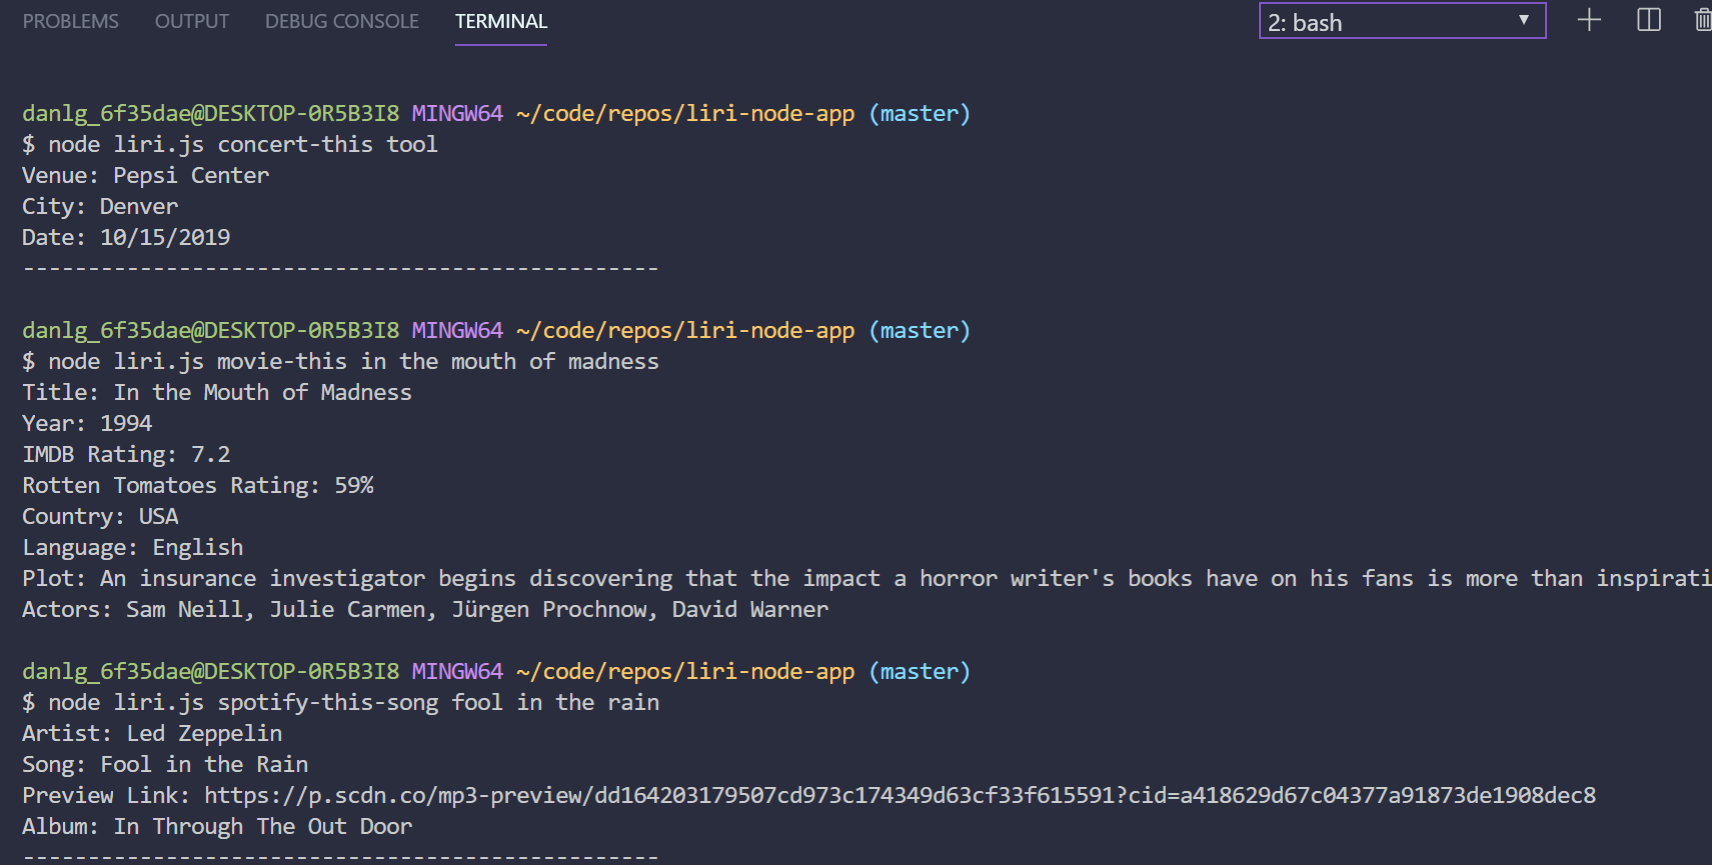 PROBLEMS OUTPUT DEBUG CONSOLE TERMINAL 2: bash
danlg_6f35dae@DESKTOP-0R5B3I8 MINGW64 ~/code/repos/liri-node-app (master)
$ node liri.js concert-this tool
Venue: Pepsi Center
City: Denver
Date: 10/15/2019
-------------------------------------------------
danlg_6f35dae@DESKTOP-0R5B3I8 MINGW64 ~/code/repos/liri-node-app (master)
$ node liri.js movie-this in the mouth of madness
Title: In the Mouth of Madness
Year: 1994
IMDB Rating: 7.2
Rotten Tomatoes Rating: 59%
Country: USA
Language: English
Plot: An insurance investigator begins discovering that the impact a horror writer's books have on his fans is more than inspirati
Actors: Sam Neill, Julie Carmen, Jürgen Prochnow, David Warner
danlg_6f35dae@DESKTOP-0R5B3I8 MINGW64 ~/code/repos/liri-node-app (master)
$ node liri.js spotify-this-song fool in the rain
Artist: Led Zeppelin
Song: Fool in the Rain
Preview Link: https://p.scdn.co/mp3-preview/dd164203179507cd973c174349d63cf33f615591?cid=a418629d67c04377a91873de1908dec8
Album: In Through The Out Door
-------------------------------------------------